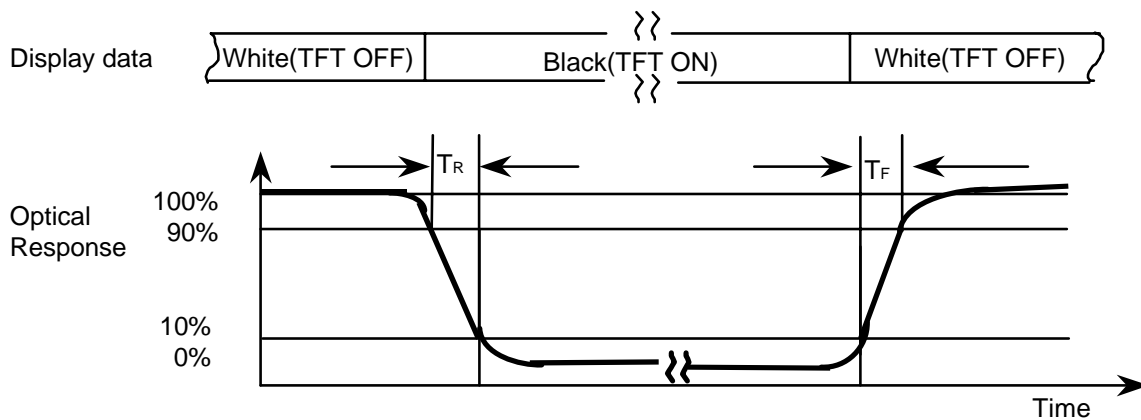 Display data
White(TFT OFF) Black(TFT ON) White(TFT OFF)
TR TF
100%
Optical
Response
90%
10%
0%
Time